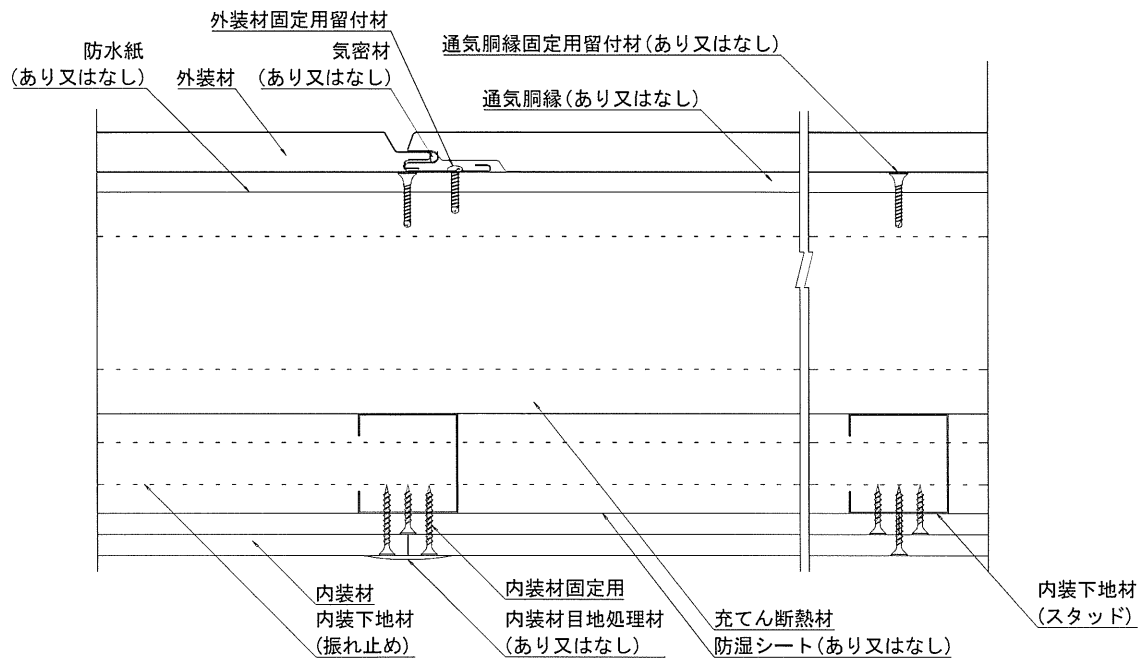 外装材固定用留付材
防水紙
(あり又はなし)
外装材
気密材
(あり又はなし)
通気胴縁固定用留付材(あり又はなし)
通気胴縁(あり又はなし)
内装材
内装下地材
(振れ止め)
内装材固定用
内装材目地処理材
(あり又はなし)
充てん断熱材
防湿シート(あり又はなし)
内装下地材
(スタッド)